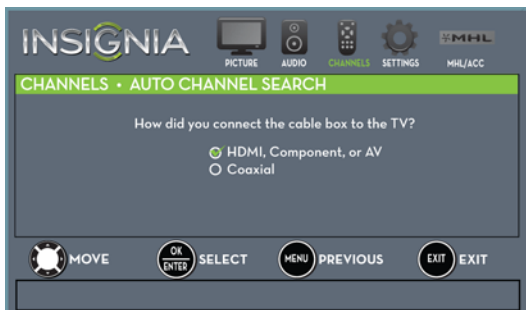 INSIGNIA
PICTURE AUDIO CHANNELS SETTINGS MHL MHL/ACC
CHANNELS • AUTO CHANNEL SEARCH
How did you connect the cable box to the TV?
HDMI, Component, or AV
Coaxial
MOVE OK ENTER SELECT MENU PREVIOUS EXIT EXIT